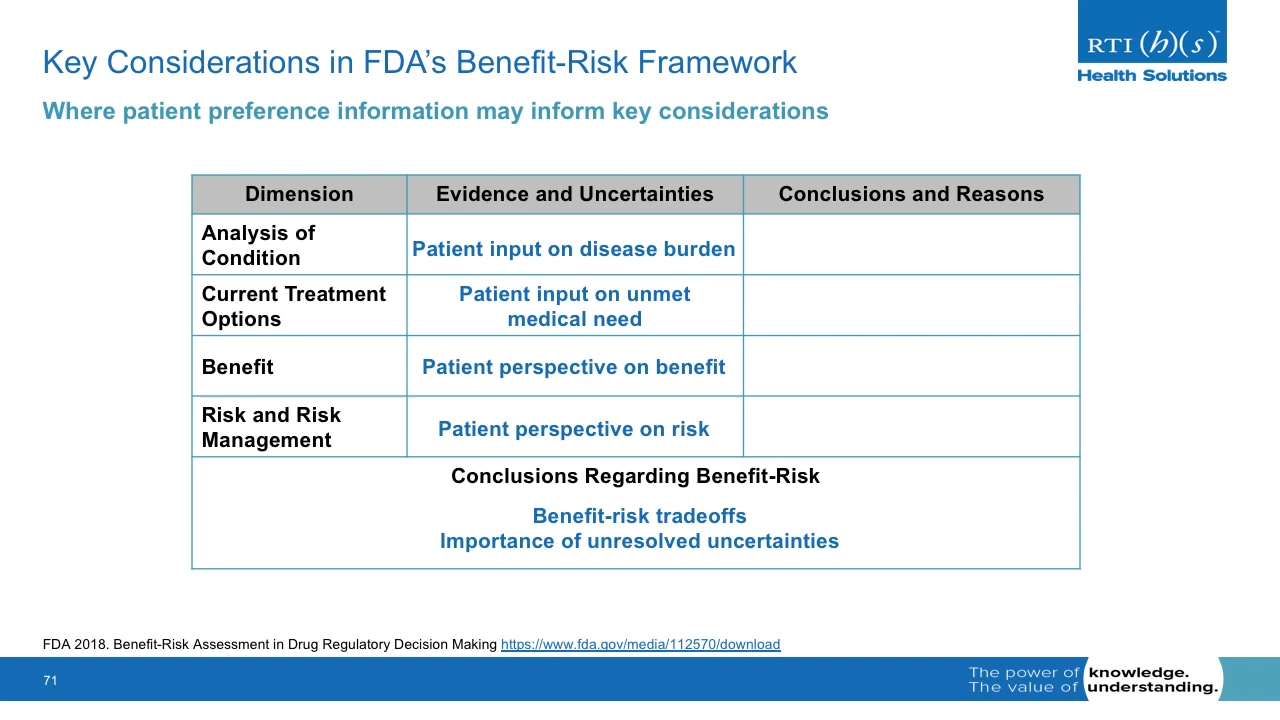 Key Considerations in FDA's Benefit-Risk Framework
RTI (h)(s)™
Health Solutions
Where patient preference information may inform key considerations
Dimension Evidence and Uncertainties Conclusions and Reasons
Analysis of
Condition
Patient input on disease burden
Current Treatment
Options
Patient input on unmet
medical need
Benefit
Patient perspective on benefit
Risk and Risk
Management
Patient perspective on risk
Conclusions Regarding Benefit-Risk
Benefit-risk tradeoffs
Importance of unresolved uncertainties
FDA 2018. Benefit-Risk Assessment in Drug Regulatory Decision Making https://www.fda.gov/media/112570/download
71
The power of knowledge.
The value of understanding.